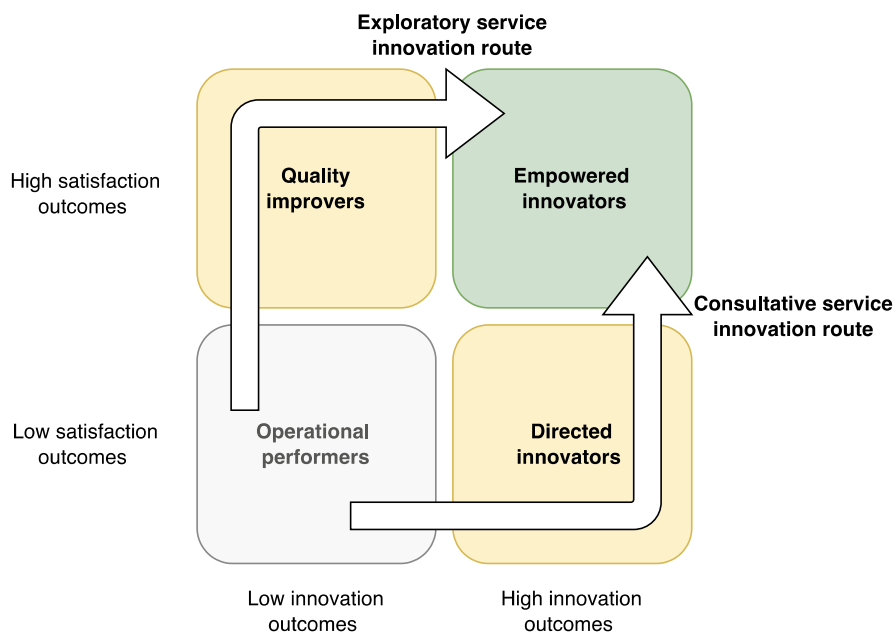 Exploratory service
innovation route
High satisfaction
outcomes
Quality
improvers
Empowered
innovators
Consultative service
innovation route
Low satisfaction
outcomes
Operational
performers
Directed
innovators
Low innovation
outcomes
High innovation
outcomes